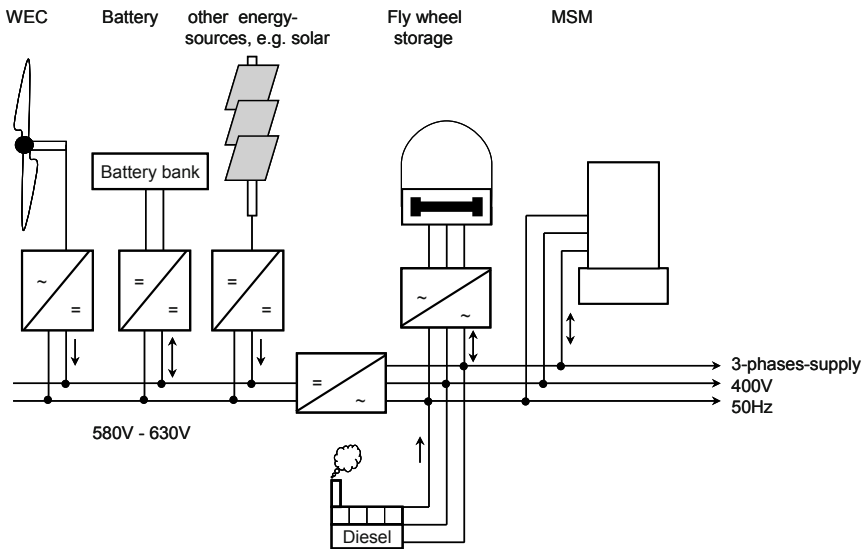 WEC
Battery
other energy-
sources, e.g. solar
Fly wheel
storage
MSM
Battery bank
~
=
=
=
=
=
~
~
=
~
3-phases-supply
400V
50Hz
580V - 630V
Diesel